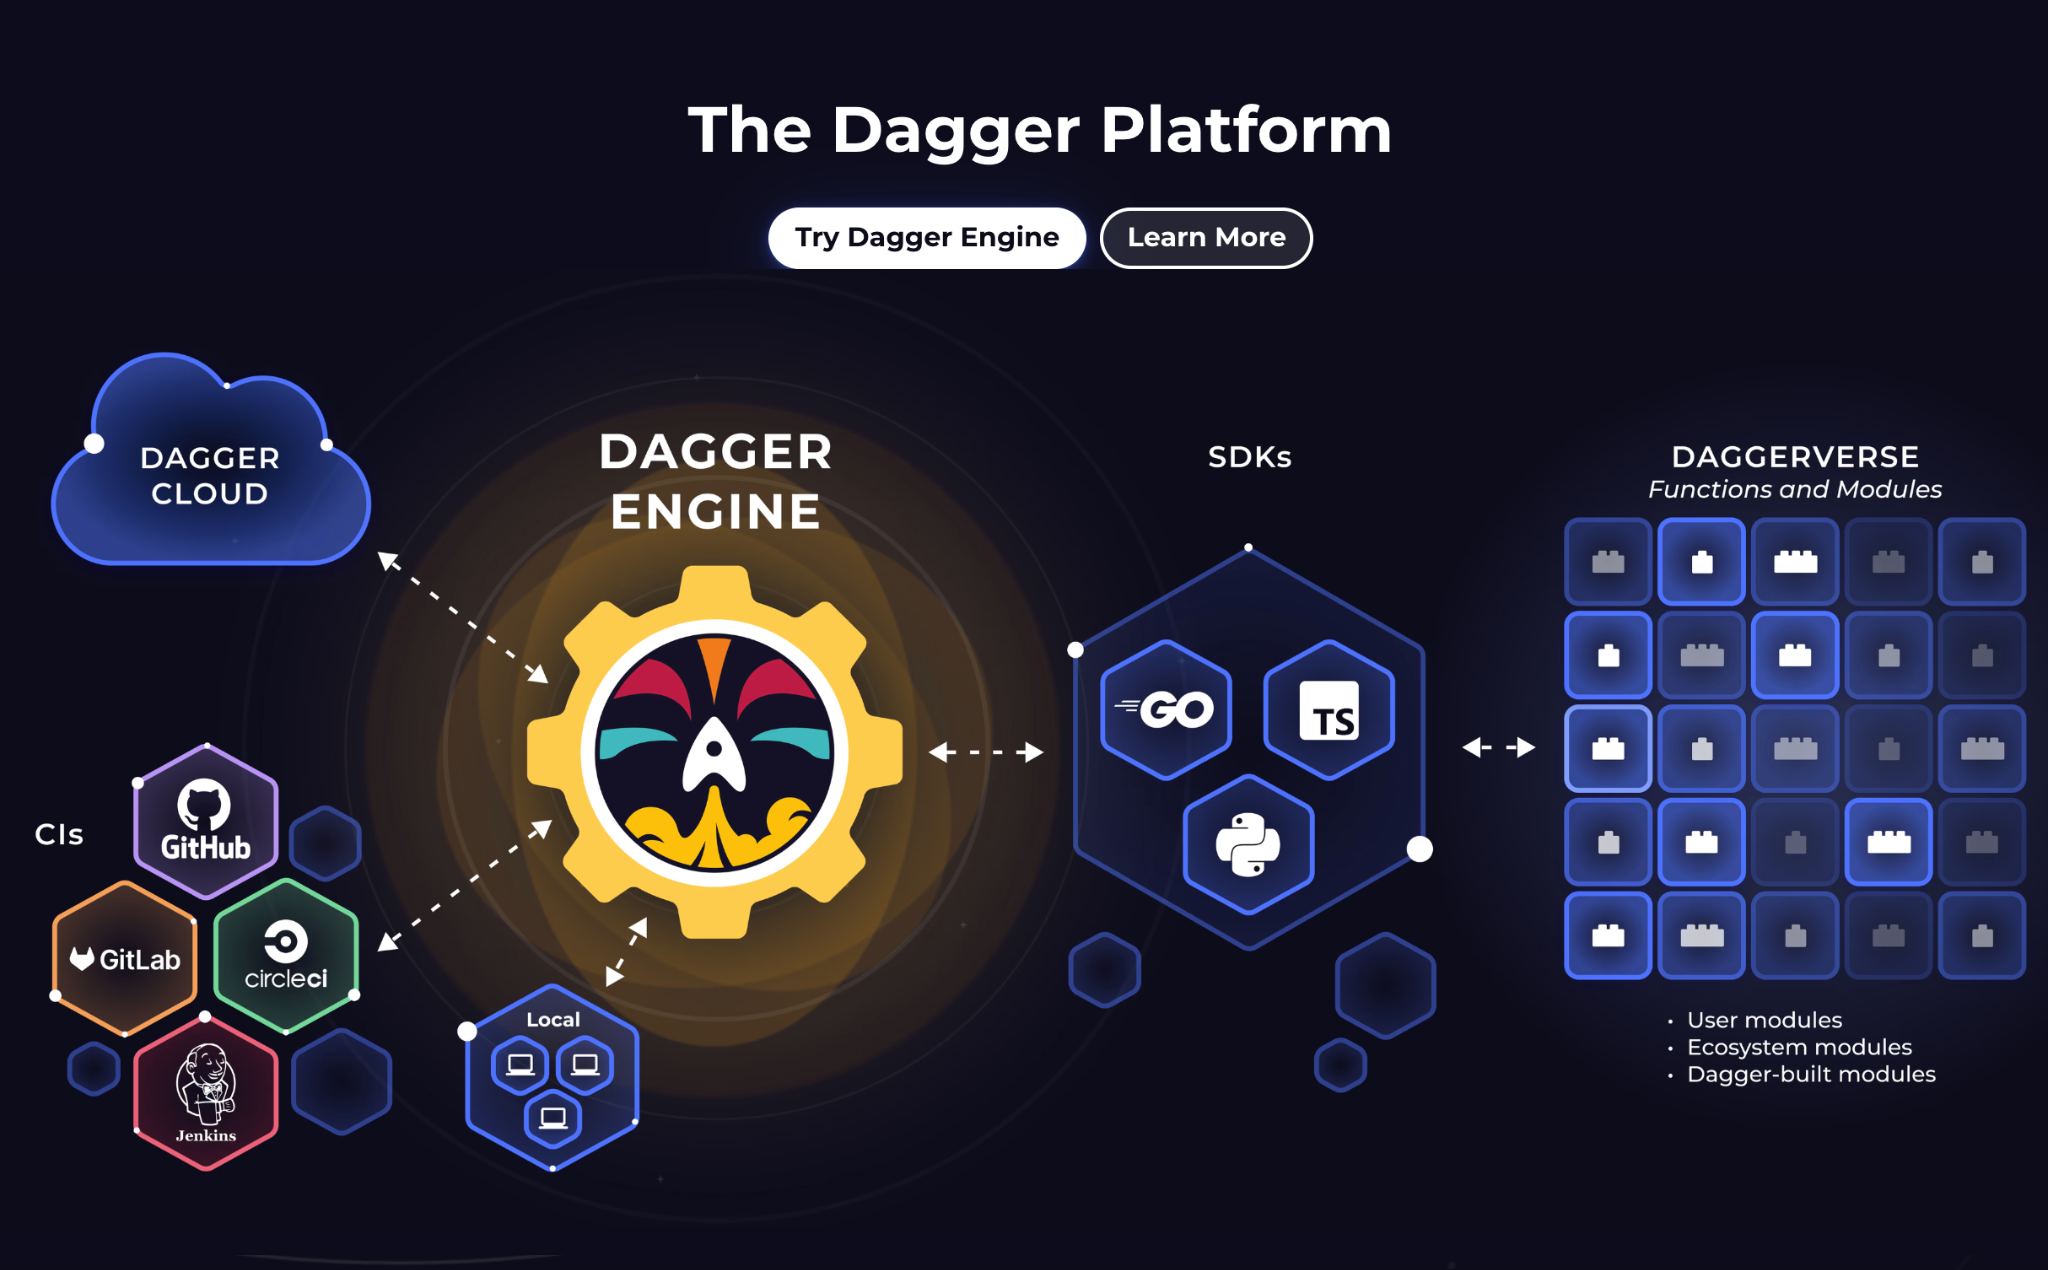 The Dagger Platform
Try Dagger Engine
Learn More
DAGGER
CLOUD
DAGGER
ENGINE
SDKs
GO
TS
DAGGERVERSE
Functions and Modules
CIs
GitHub
GitLab
circleci
Jenkins
Local
• User modules
• Ecosystem modules
• Dagger-built modules